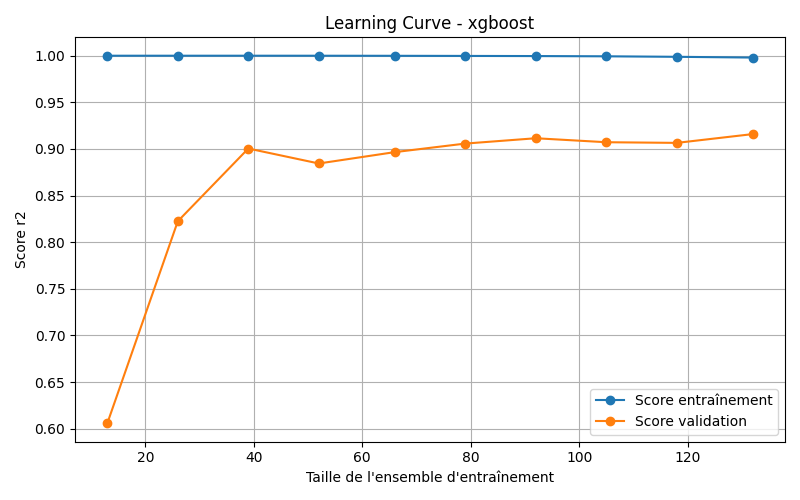 Learning Curve - xgboost
1.00
0.95
0.90
0.85
0.80
0.75
0.70
0.65
0.60
Score r2
20 40 60 80 100 120
Taille de l'ensemble d'entraînement
Score entraînement
Score validation